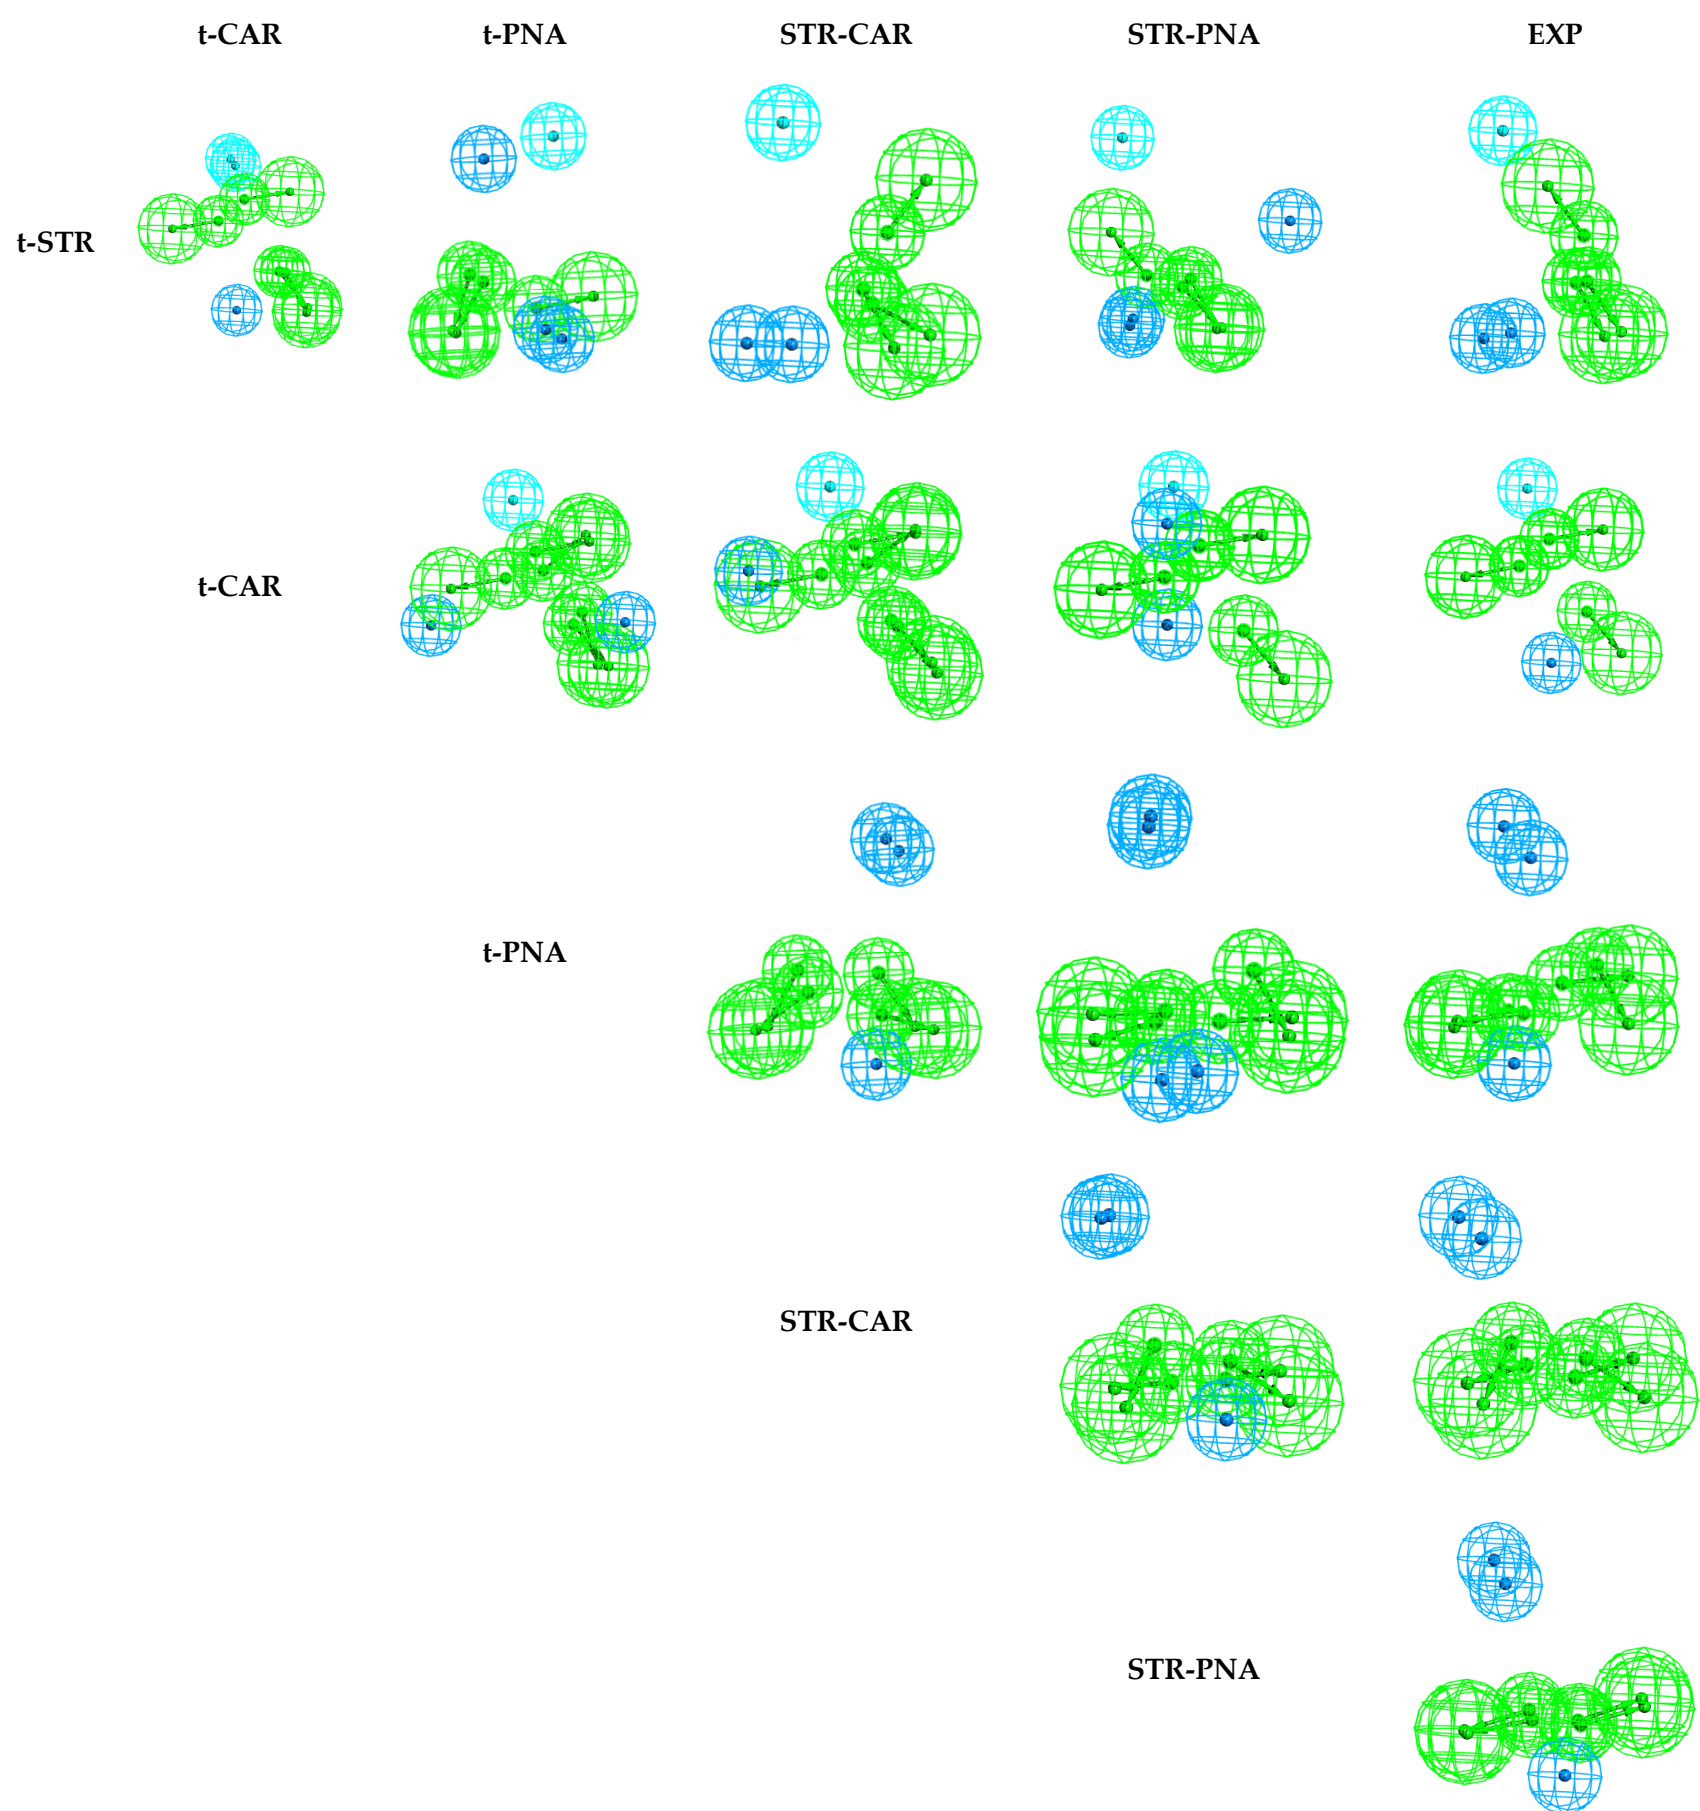 t-CAR t-PNA STR-CAR STR-PNA EXP
t-STR
t-CAR
t-PNA
STR-CAR
STR-PNA